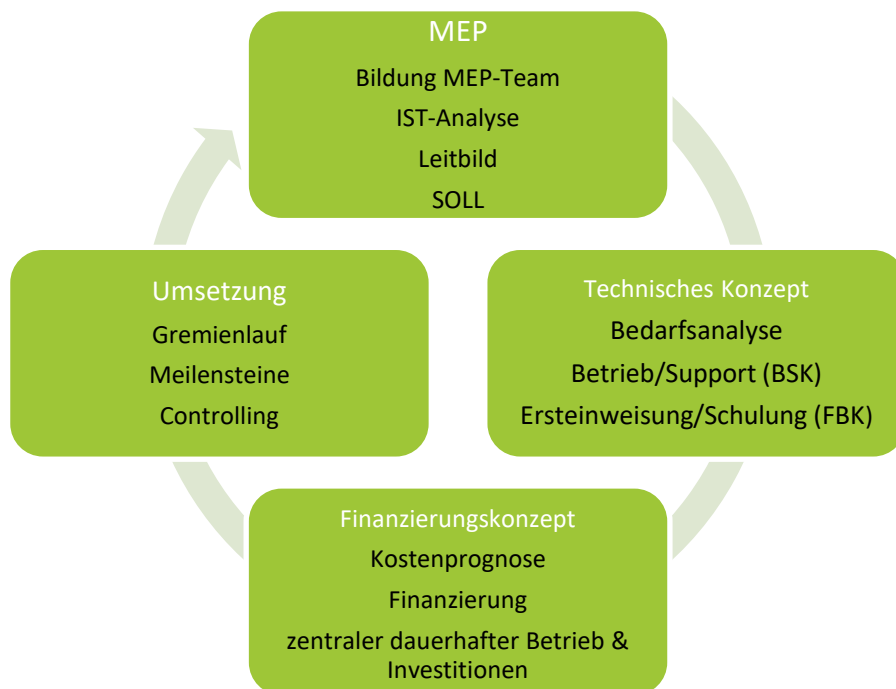 MEP
Bildung MEP-Team
IST-Analyse
Leitbild
SOLL
Technisches Konzept
Bedarfsanalyse
Betrieb/Support (BSK)
Ersteinweisung/Schulung (FBK)
Finanzierungskonzept
Kostenprognose
Finanzierung
zentraler dauerhafter Betrieb &
Investitionen
Umsetzung
Gremienlauf
Meilensteine
Controlling